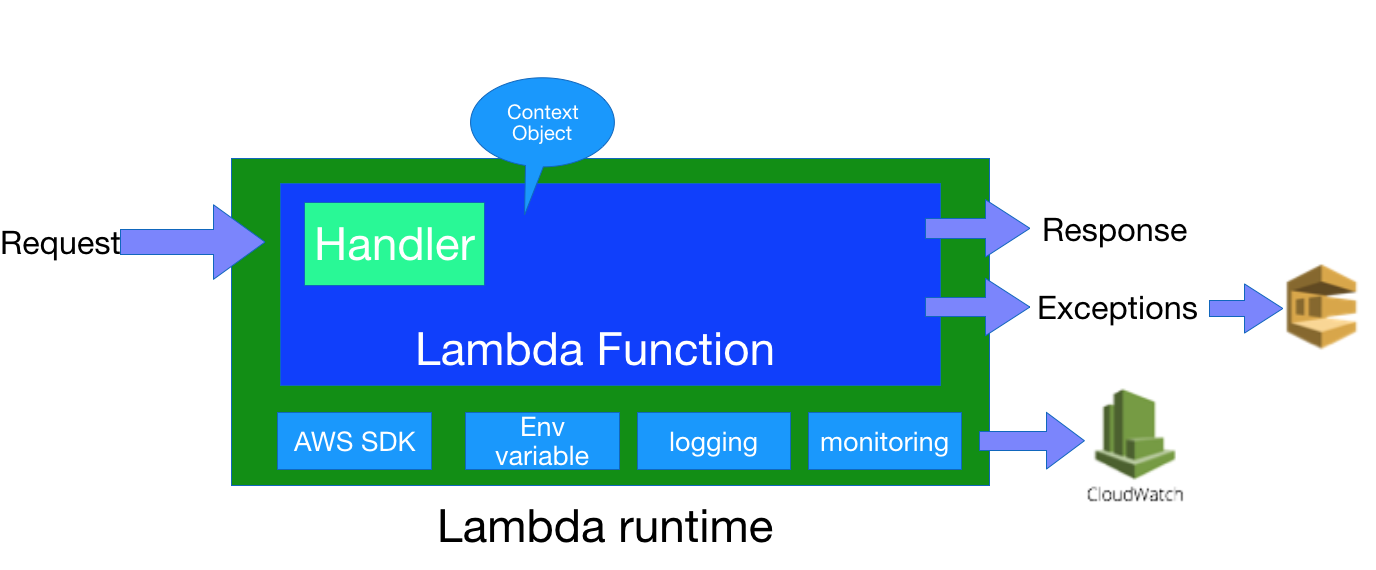 Context
Object
Request
Handler
Response
Exceptions
Lambda Function
AWS SDK
Env
variable
logging
monitoring
CloudWatch
Lambda runtime